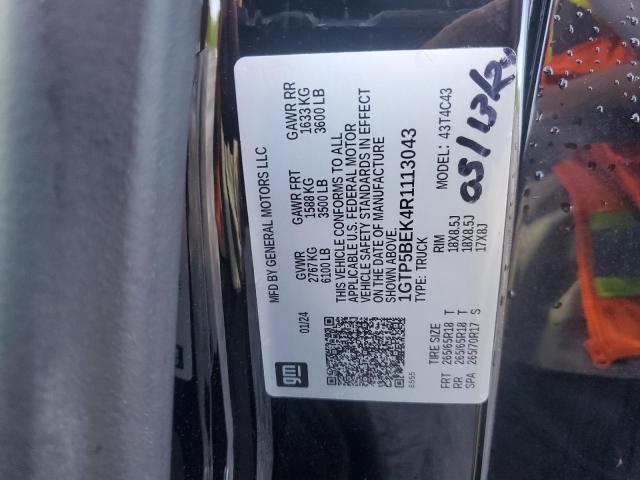 MFD BY GENERAL MOTORS LLC
01/24
gm
GVWR GAWR FRT GAWR RR
2767 KG 1588 KG 1633 KG
6100 LB 3500 LB 3600 LB
THIS VEHICLE CONFORMS TO ALL
APPLICABLE U.S. FEDERAL MOTOR
VEHICLE SAFETY STANDARDS IN EFFECT
ON THE DATE OF MANUFACTURE
SHOWN ABOVE.
1GTP5BEK4R1113043
TYPE: TRUCK
MODEL: 43T4C43
8555
TIRE SIZE RIM
FRT 265/65R18 T 18X8.5J
RR 265/65R18 T 18X8.5J
SPA 265/70R17 S 17X8J